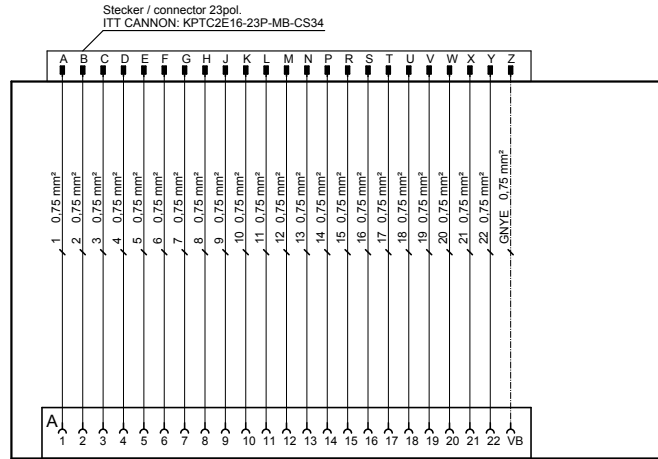 Stecker / connector 23pol.
ITT CANNON: KPTC2E16-23P-MB-CS34
A B C D E F G H J K L M N P R S T U V W X Y Z
1 0,75 mm²
2 0,75 mm²
3 0,75 mm²
4 0,75 mm²
5 0,75 mm²
6 0,75 mm²
7 0,75 mm²
8 0,75 mm²
9 0,75 mm²
10 0,75 mm²
11 0,75 mm²
12 0,75 mm²
13 0,75 mm²
14 0,75 mm²
15 0,75 mm²
16 0,75 mm²
17 0,75 mm²
18 0,75 mm²
19 0,75 mm²
20 0,75 mm²
21 0,75 mm²
22 0,75 mm²
GNYE 0,75 mm²
A
1 2 3 4 5 6 7 8 9 10 11 12 13 14 15 16 17 18 19 20 21 22 VB